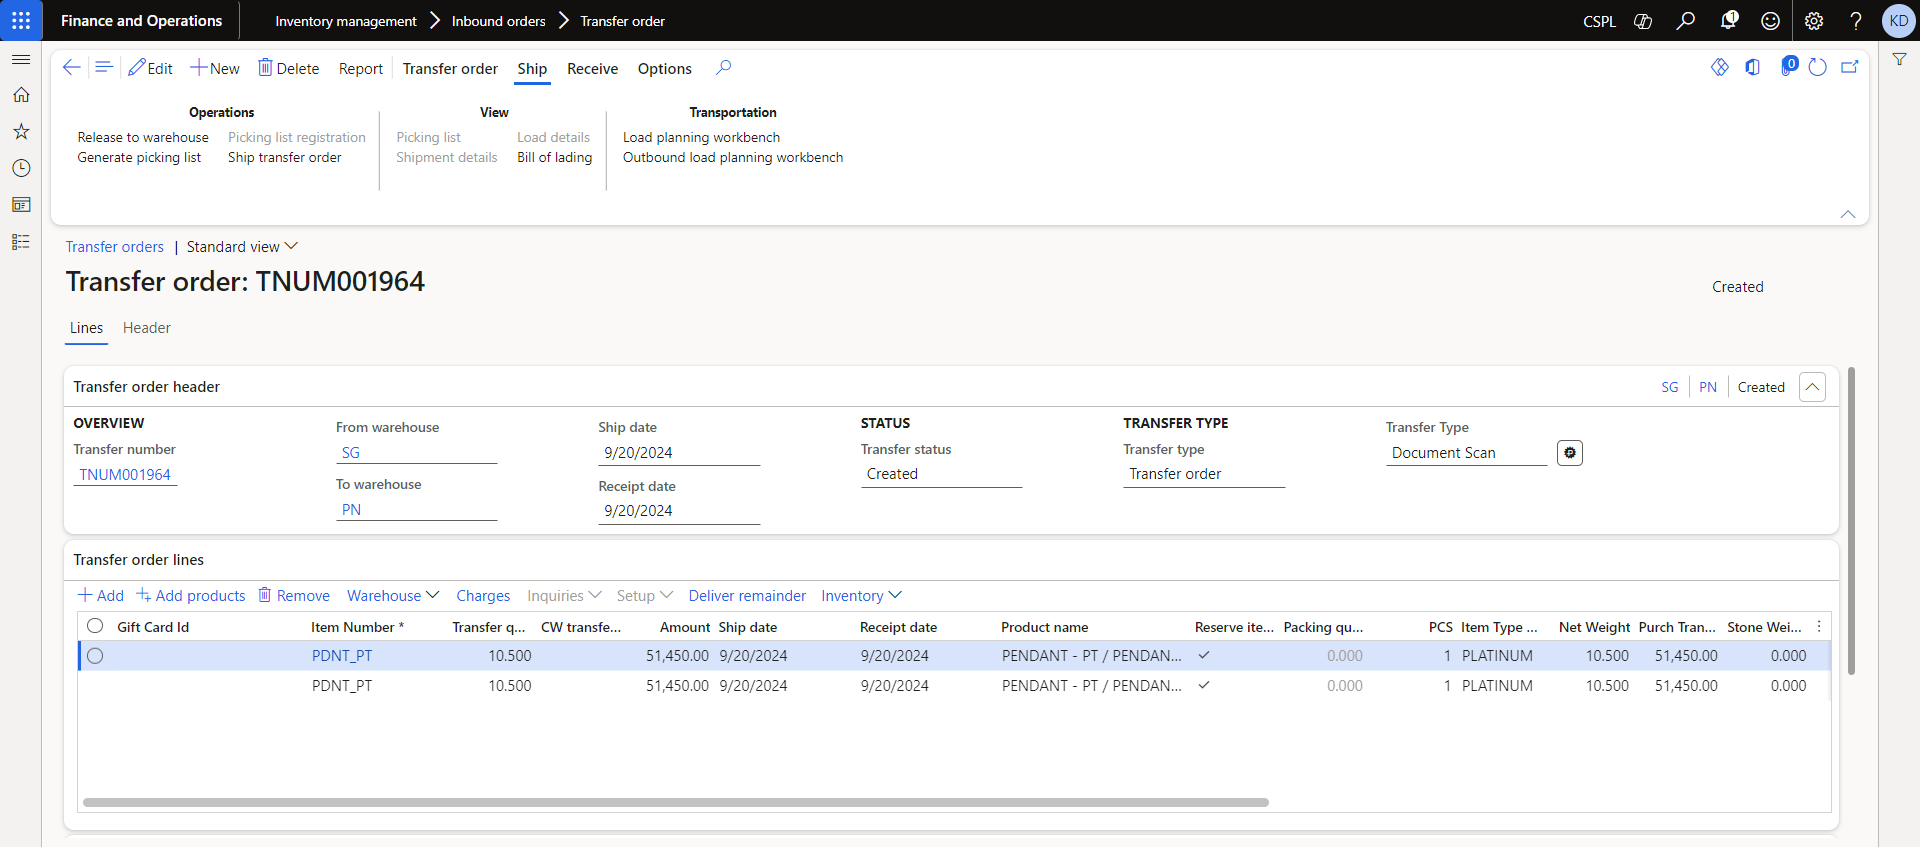 Finance and Operations
Inventory management Inbound orders Transfer order
CSPL
1
KD
Edit New Delete Report Transfer order Ship Receive Options
0
Operations View Transportation
Release to warehouse Picking list registration Picking list Load details Load planning workbench
Generate picking list Ship transfer order Shipment details Bill of lading Outbound load planning workbench
Transfer orders | Standard view
Transfer order: TNUM001964
Created
Lines Header
Transfer order header SG PN Created
OVERVIEW From warehouse Ship date STATUS TRANSFER TYPE Transfer Type
Transfer number SG 9/20/2024 Transfer status Transfer type Document Scan
TNUM001964 To warehouse Receipt date Created Transfer order
PN 9/20/2024
Transfer order lines
Add Add products Remove Warehouse Charges Inquiries Setup Deliver remainder Inventory
Gift Card Id Item Number * Transfer q... CW transfe... Amount Ship date Receipt date Product name Reserve ite... Packing qu... PCS Item Type ... Net Weight Purch Tran... Stone Wei...
PDNT_PT 10.500 51,450.00 9/20/2024 9/20/2024 PENDANT - PT / PENDAN... 0.000 1 PLATINUM 10.500 51,450.00 0.000
PDNT_PT 10.500 51,450.00 9/20/2024 9/20/2024 PENDANT - PT / PENDAN... 0.000 1 PLATINUM 10.500 51,450.00 0.000